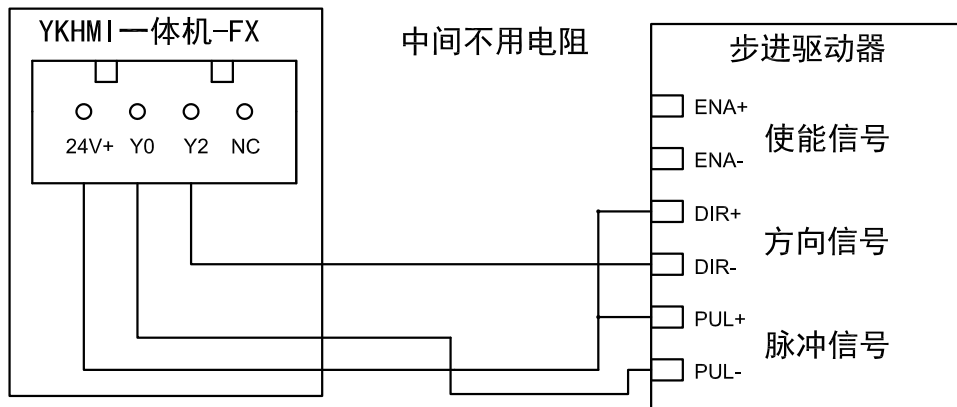 YKHMI一体机-FX
24V+ Y0 Y2 NC
中间不用电阻
步进驱动器
ENA+
使能信号
ENA-
DIR+
方向信号
DIR-
PUL+
脉冲信号
PUL-